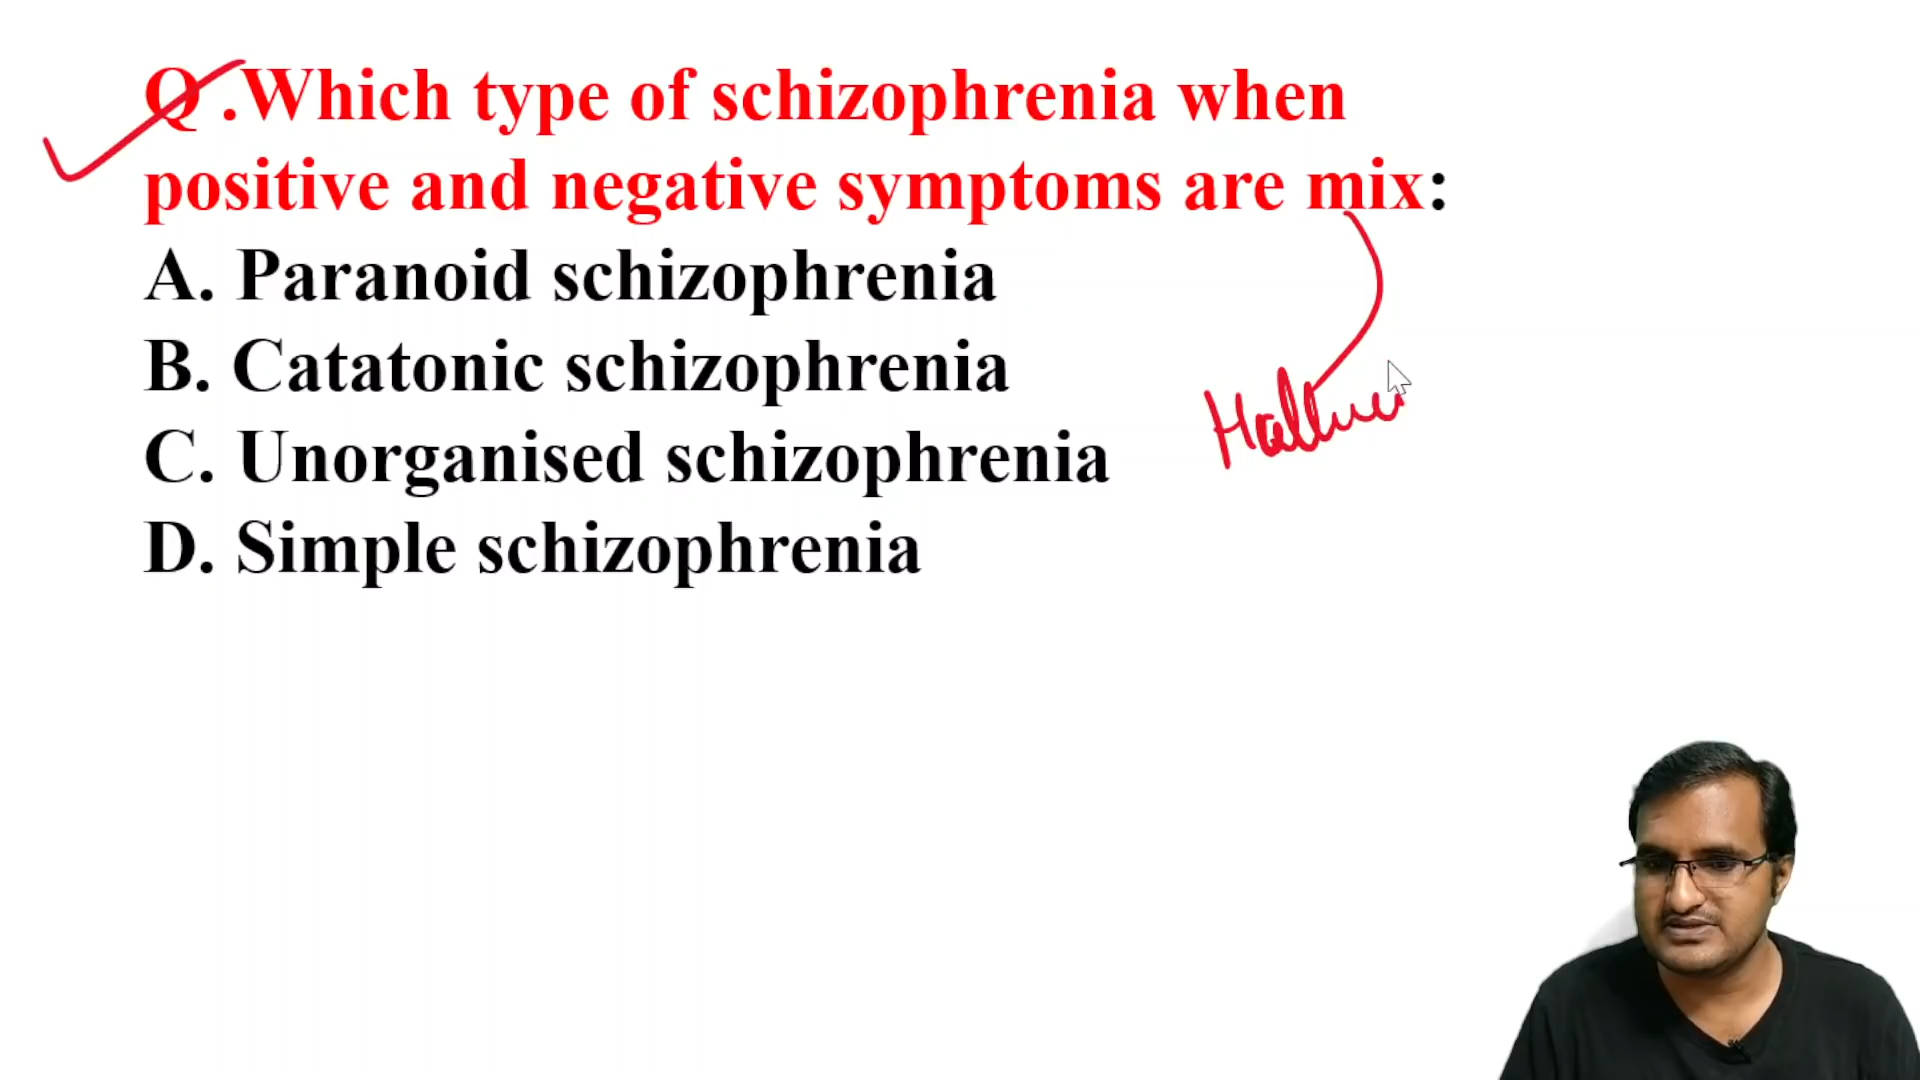 Q .Which type of schizophrenia when
positive and negative symptoms are mix:
A. Paranoid schizophrenia
B. Catatonic schizophrenia
C. Unorganised schizophrenia
D. Simple schizophrenia